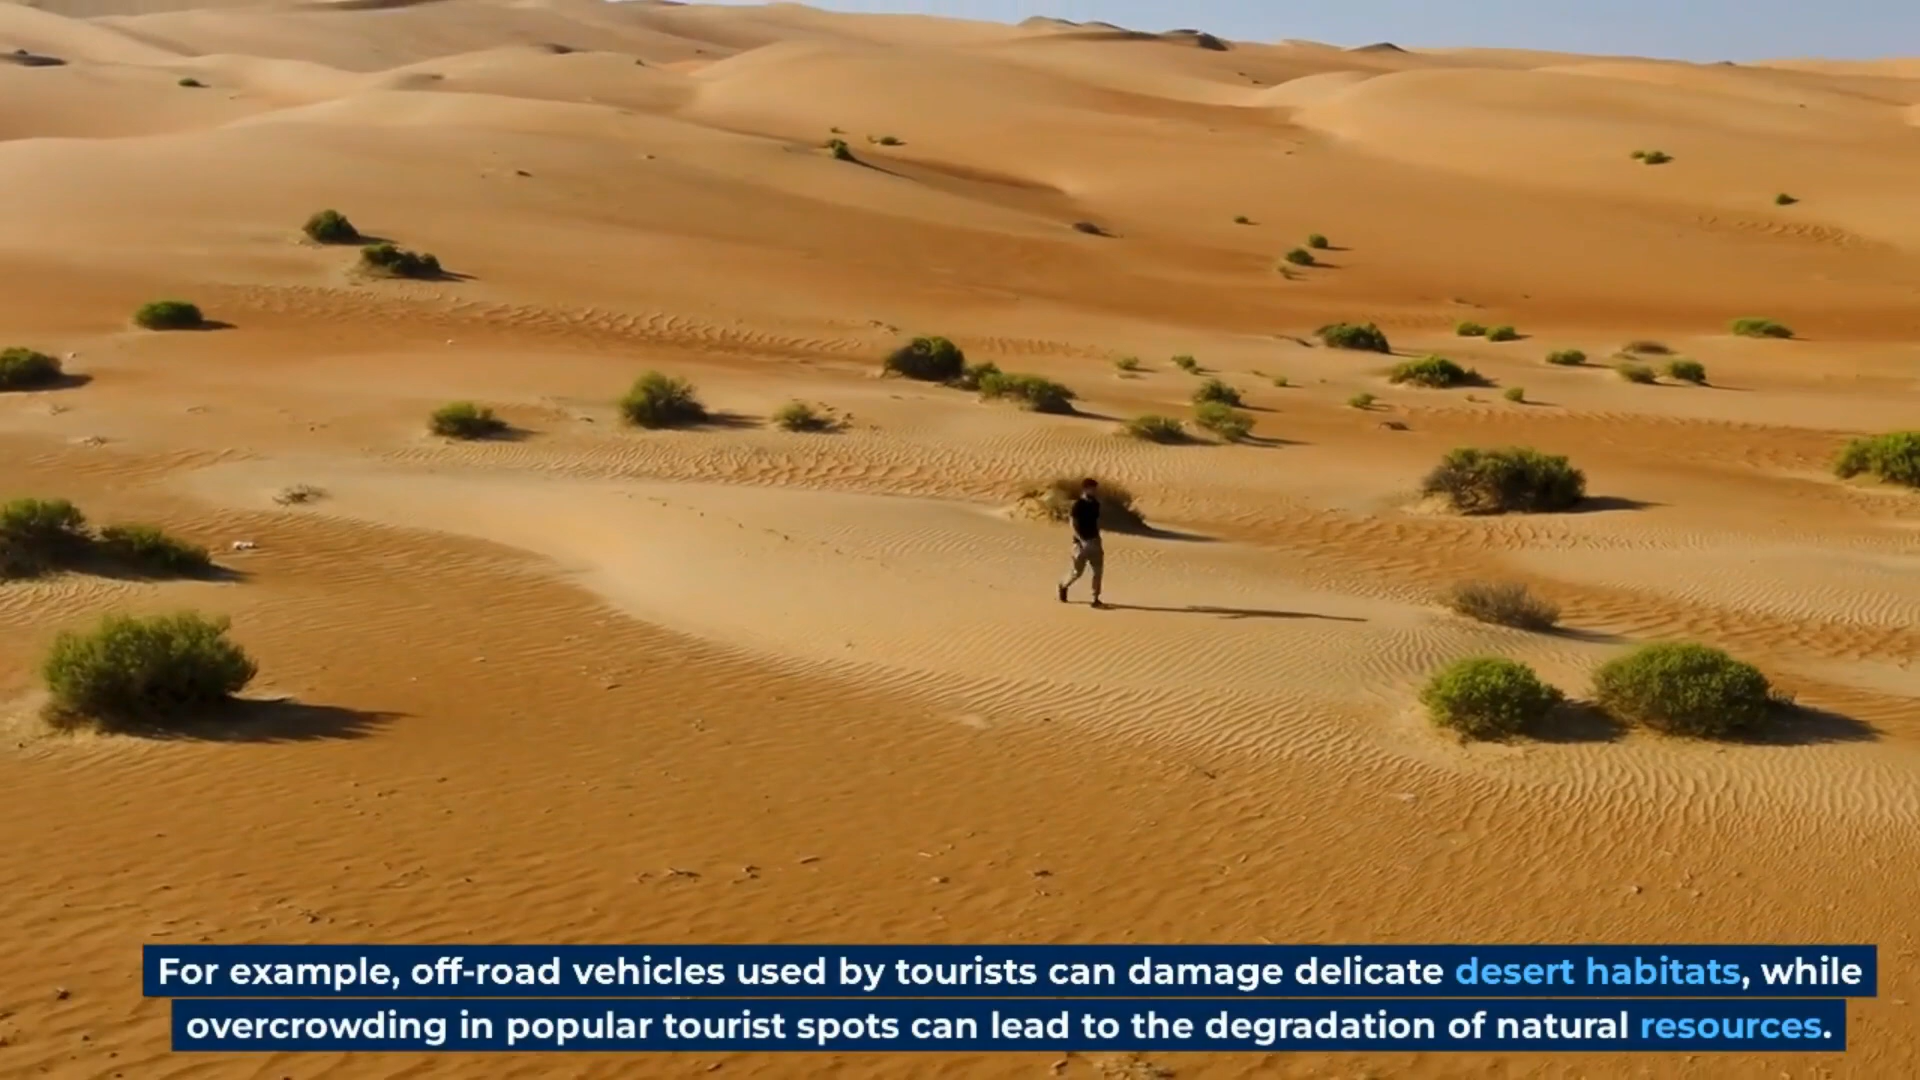 For example, off-road vehicles used by tourists can damage delicate desert habitats, while
overcrowding in popular tourist spots can lead to the degradation of natural resources.